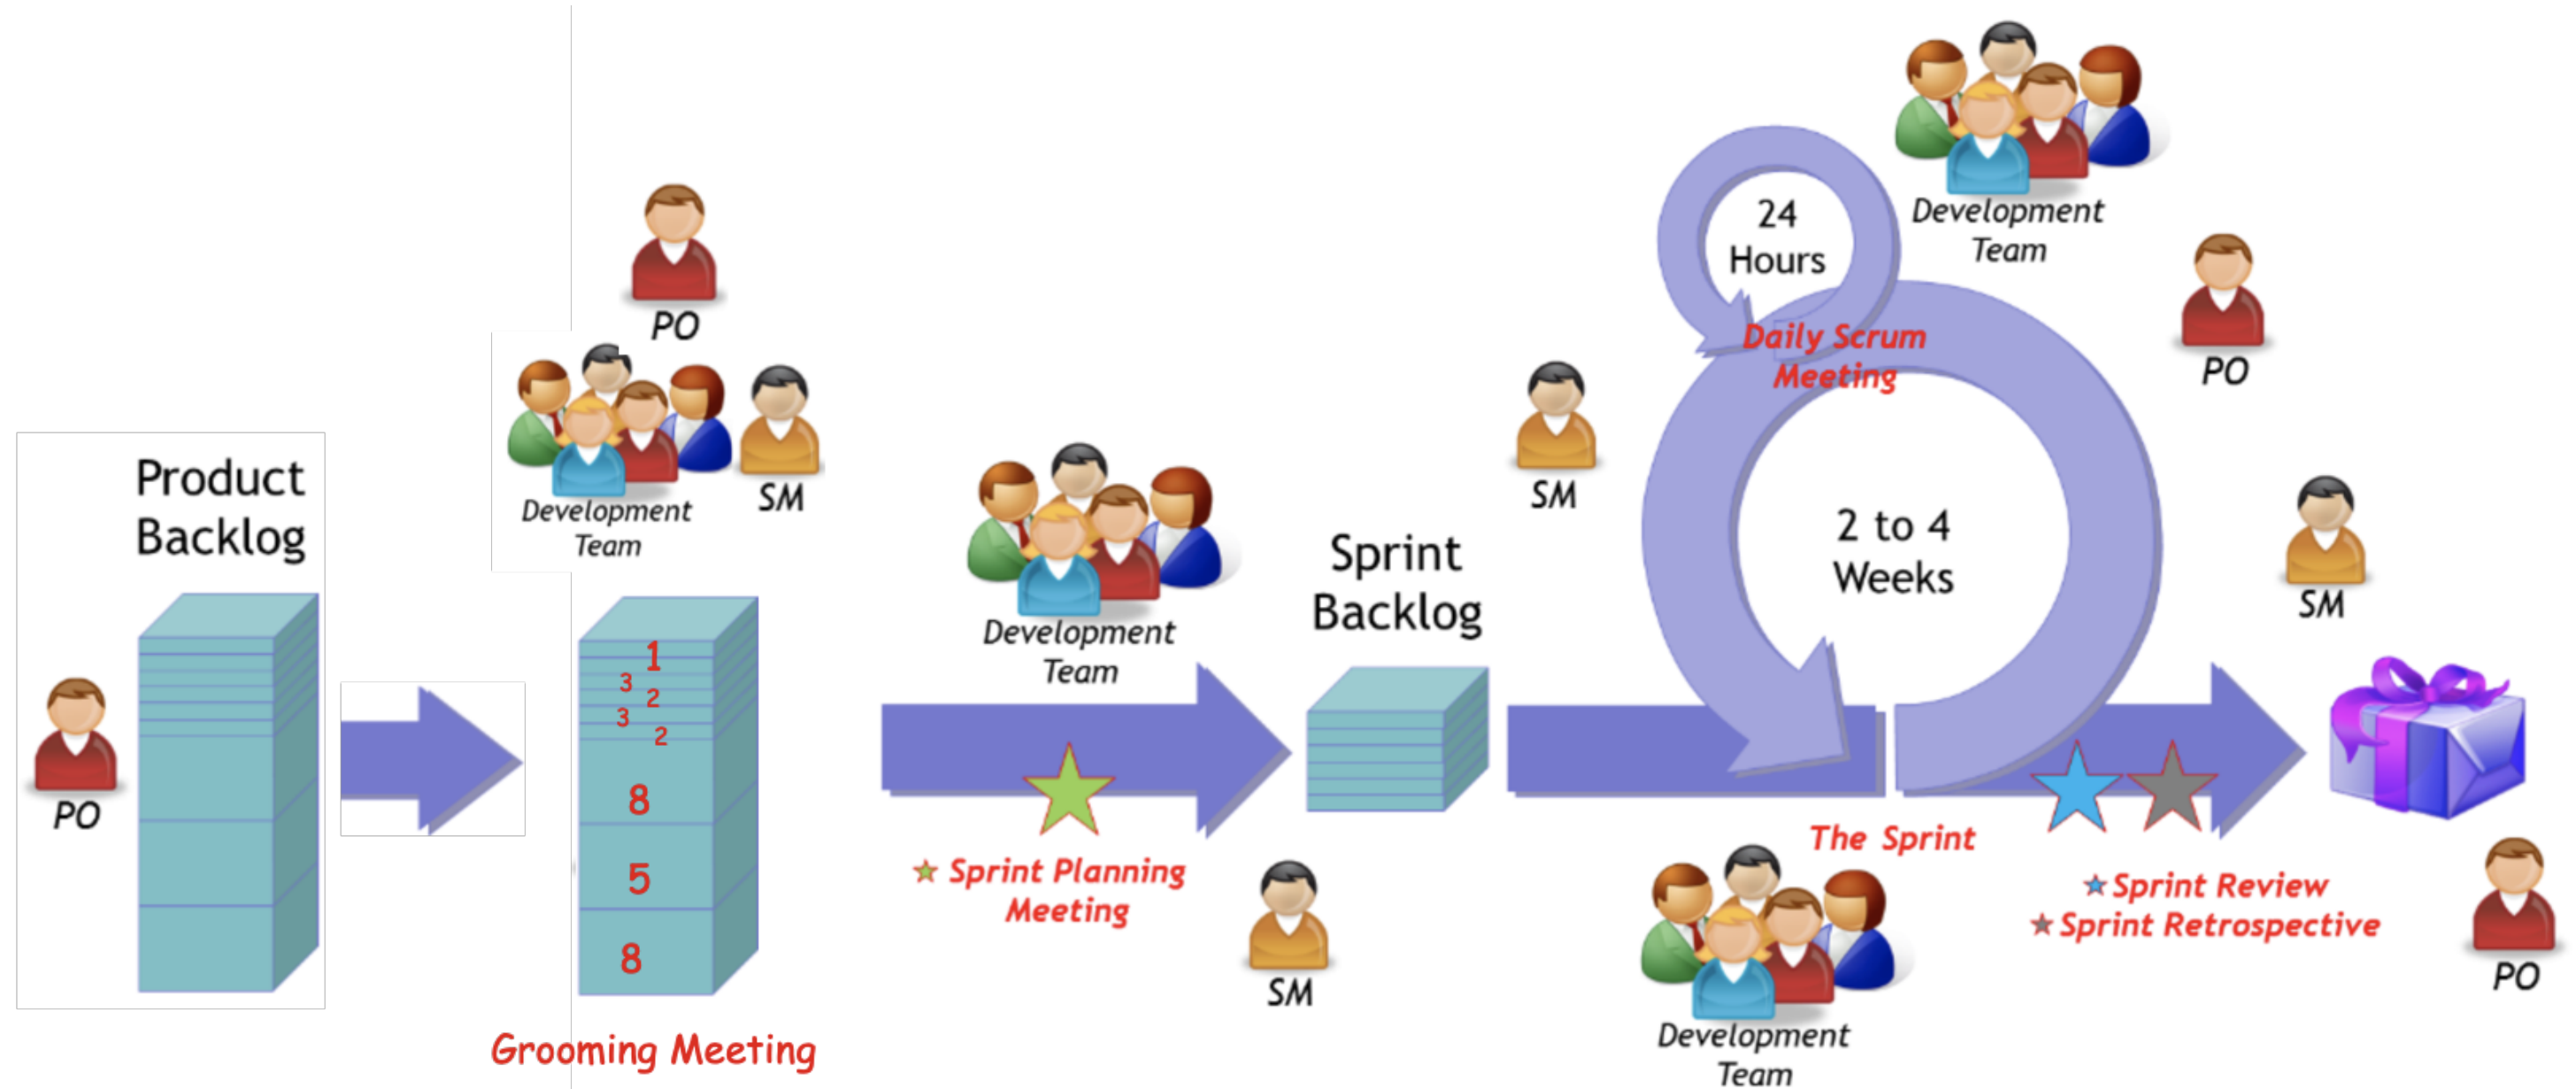 Product
Backlog
PO
PO
Development
Team
SM
1
3
2
3
2
8
5
8
Grooming Meeting
Development
Team
Sprint Planning
Meeting
SM
Sprint
Backlog
SM
24
Hours
Daily Scrum
Meeting
2 to 4
Weeks
Development
Team
PO
SM
The Sprint
Development
Team
Sprint Review
Sprint Retrospective
PO